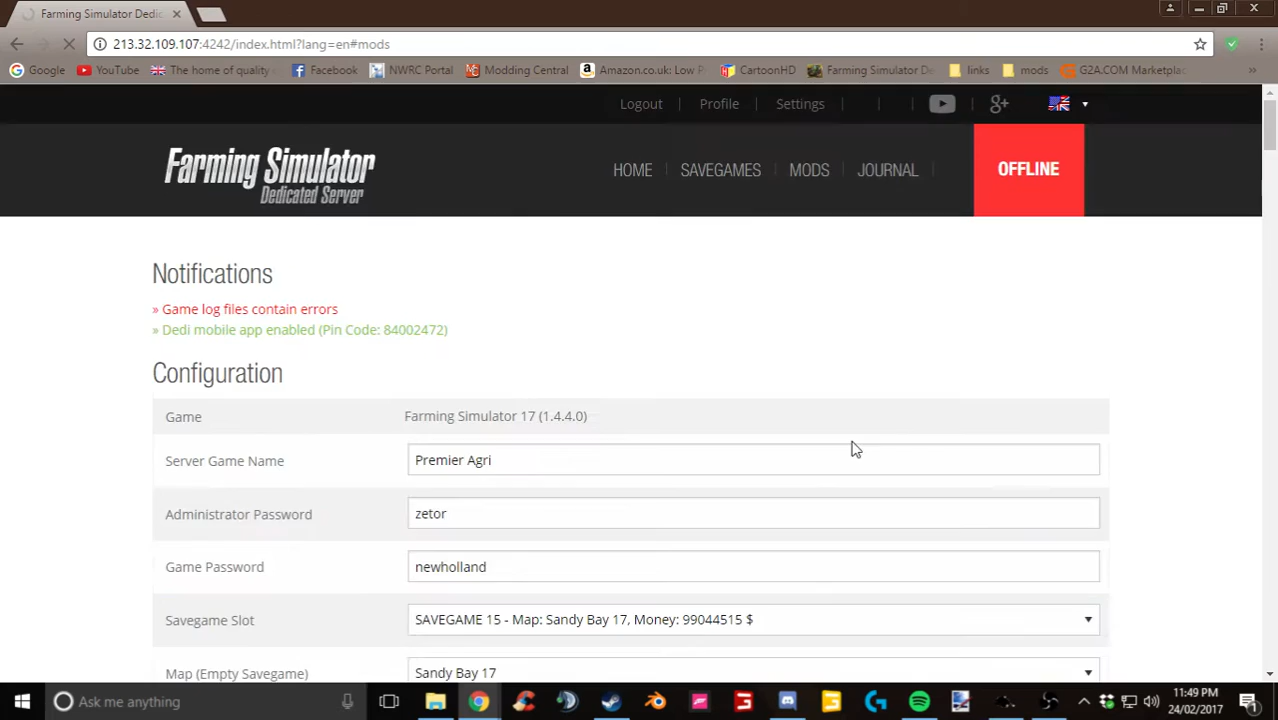 Farming Simulator Dedic
213.32.109.107:4242/index.html?lang=en#mods
Google YouTube The home of quality Facebook NWRC Portal Modding Central Amazon.co.uk: Low P CartoonHD Farming Simulator De links mods G2A.COM Marketplac »
Logout Profile Settings
Farming Simulator
Dedicated Server
HOME SAVEGAMES MODS JOURNAL OFFLINE
Notifications
» Game log files contain errors
» Dedi mobile app enabled (Pin Code: 84002472)
Configuration
Game Farming Simulator 17 (1.4.4.0)
Server Game Name Premier Agri
Administrator Password zetor
Game Password newholland
Savegame Slot SAVEGAME 15 - Map: Sandy Bay 17, Money: 99044515 $
Map (Empty Savegame) Sandy Bay 17
Ask me anything
11:49 PM
24/02/2017